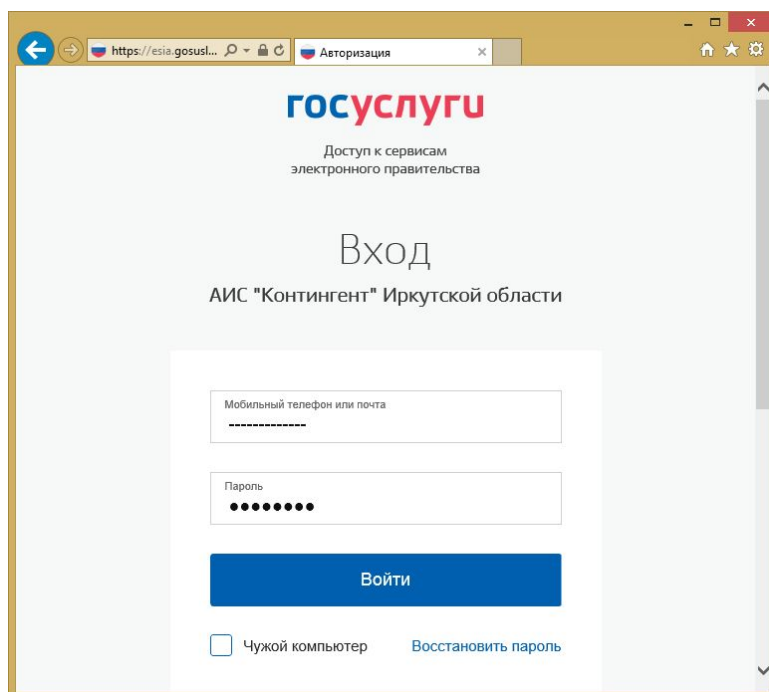 https://esia.gosusl...
Авторизация
госуслуги
Доступ к сервисам
электронного правительства
Вход
АИС "Контингент" Иркутской области
Мобильный телефон или почта
-------------
Пароль
●●●●●●●●
Войти
Чужой компьютер
Восстановить пароль